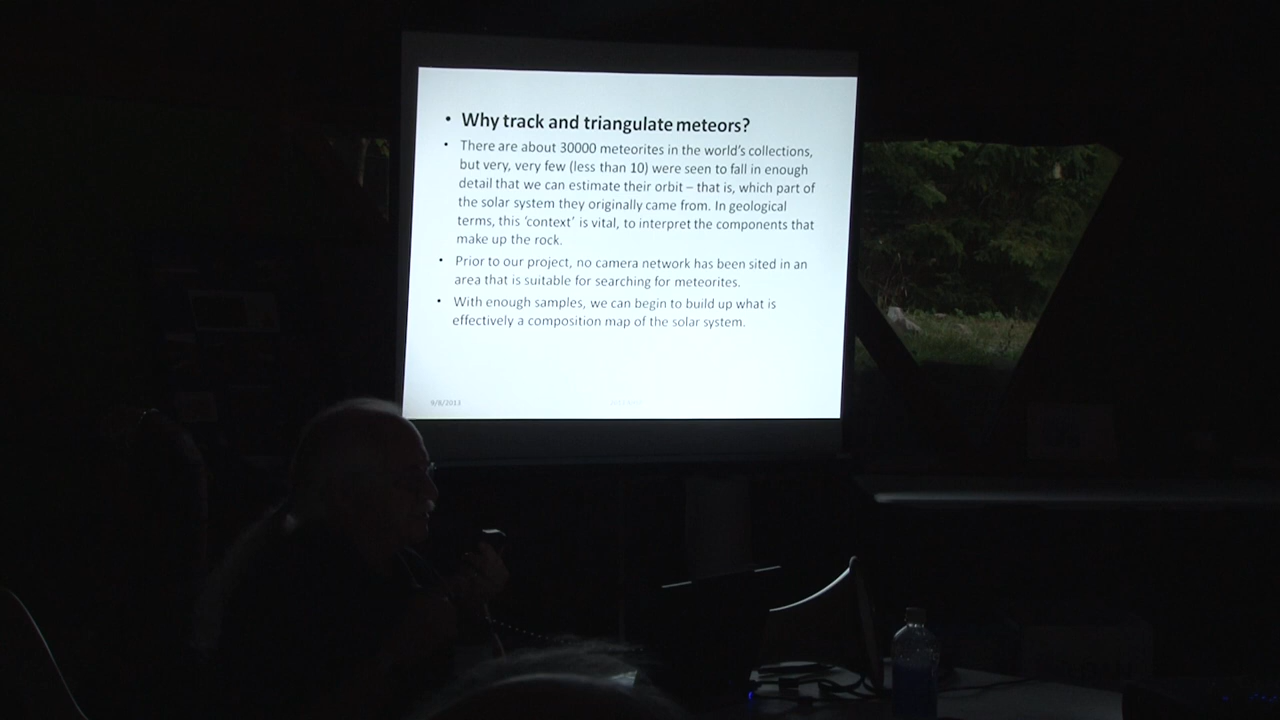 • Why track and triangulate meteors?
• There are about 30000 meteorites in the world's collections,
but very, very few (less than 10) were seen to fall in enough
detail that we can estimate their orbit – that is, which part of
the solar system they originally came from. In geological
terms, this 'context' is vital, to interpret the components that
make up the rock.
• Prior to our project, no camera network has been sited in an
area that is suitable for searching for meteorites.
• With enough samples, we can begin to build up what is
effectively a composition map of the solar system.
9/8/2013